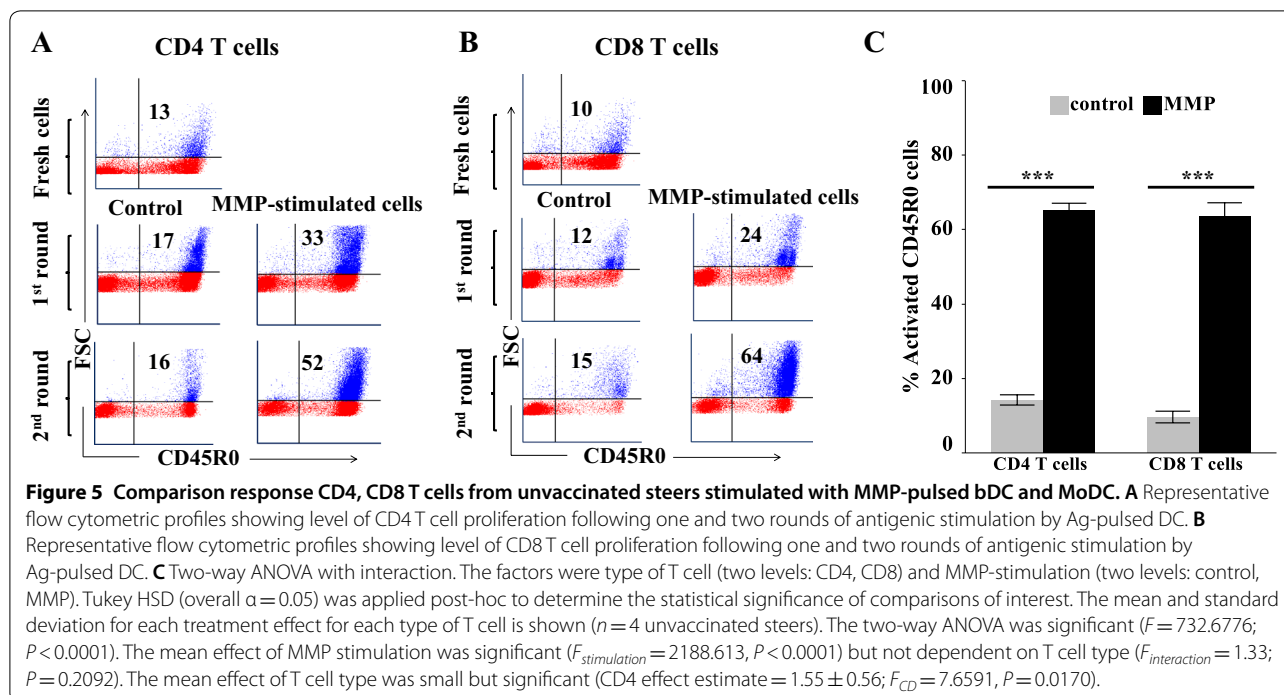 A
CD4 T cells
Fresh cells
13
Control
MMP-stimulated cells
1st round
17
33
2nd round
16
52
FSC
CD45R0
B
CD8 T cells
Fresh cells
10
Control
MMP-stimulated cells
1st round
12
24
2nd round
15
64
FSC
CD45R0
C
control
MMP
% Activated CD45R0 cells
100
80
60
40
20
0
***
***
CD4 T cells
CD8 T cells
Figure 5 Comparison response CD4, CD8 T cells from unvaccinated steers stimulated with MMP-pulsed bDC and MoDC. A Representative
flow cytometric profiles showing level of CD4 T cell proliferation following one and two rounds of antigenic stimulation by Ag-pulsed DC. B
Representative flow cytometric profiles showing level of CD8 T cell proliferation following one and two rounds of antigenic stimulation by
Ag-pulsed DC. C Two-way ANOVA with interaction. The factors were type of T cell (two levels: CD4, CD8) and MMP-stimulation (two levels: control,
MMP). Tukey HSD (overall α = 0.05) was applied post-hoc to determine the statistical significance of comparisons of interest. The mean and standard
deviation for each treatment effect for each type of T cell is shown (n = 4 unvaccinated steers). The two-way ANOVA was significant (F = 732.6776;
P < 0.0001). The mean effect of MMP stimulation was significant (Fstimulation = 2188.613, P < 0.0001) but not dependent on T cell type (Finteraction = 1.33;
P = 0.2092). The mean effect of T cell type was small but significant (CD4 effect estimate = 1.55 ± 0.56; FCD = 7.6591, P = 0.0170).